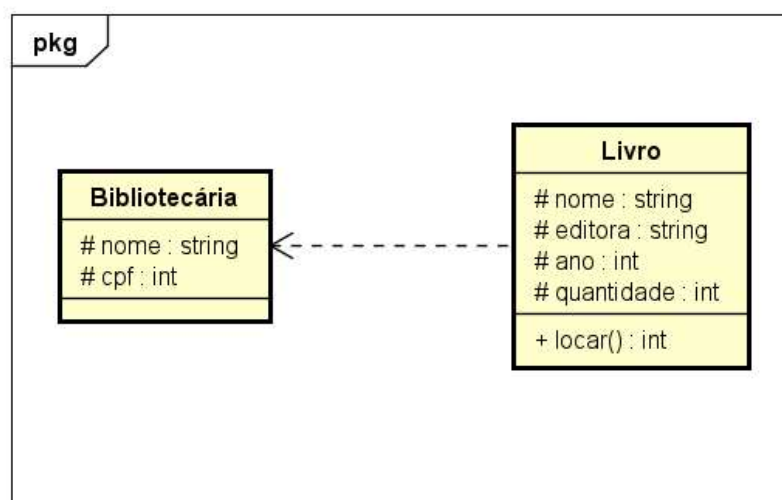 pkg
Bibliotecária
# nome : string
# cpf : int
Livro
# nome : string
# editora : string
# ano : int
# quantidade : int
+ locar() : int